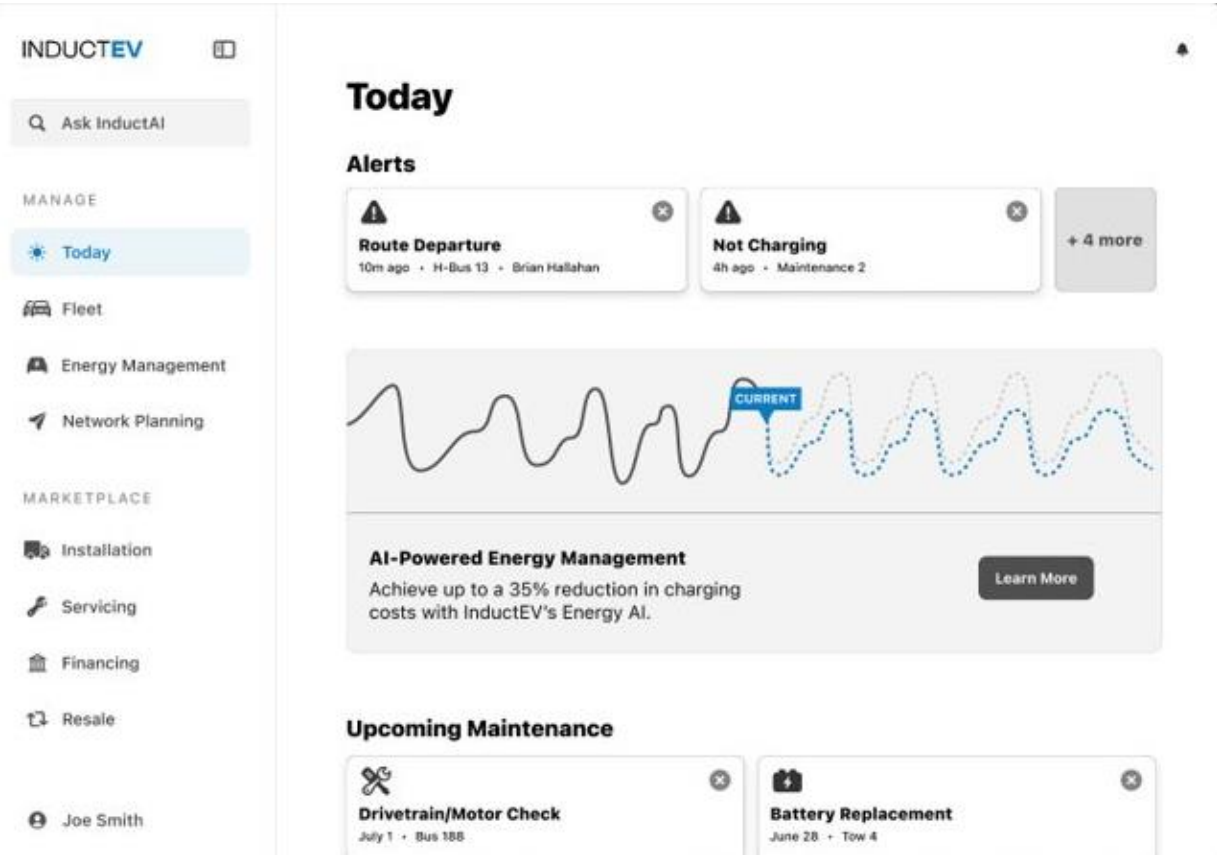 INDUCTEV
Ask InductAI
MANAGE
Today
Fleet
Energy Management
Network Planning
MARKETPLACE
Installation
Servicing
Financing
Resale
Joe Smith
Today
Alerts
Route Departure
10m ago • H-Bus 13 • Brian Hallahan
Not Charging
4h ago • Maintenance 2
+ 4 more
CURRENT
AI-Powered Energy Management
Achieve up to a 35% reduction in charging
costs with InductEV's Energy AI.
Learn More
Upcoming Maintenance
Drivetrain/Motor Check
July 1 • Bus 188
Battery Replacement
June 28 • Tow 4